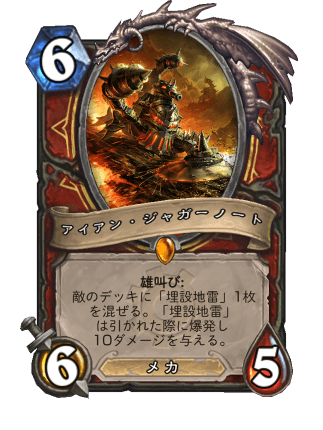 6
アイアン・ジャガーノート
雄叫び:
敵のデッキに「埋設地雷」1枚
を混ぜる。「埋設地雷」
は引かれた際に爆発し
10ダメージを与える。
6
メカ
5